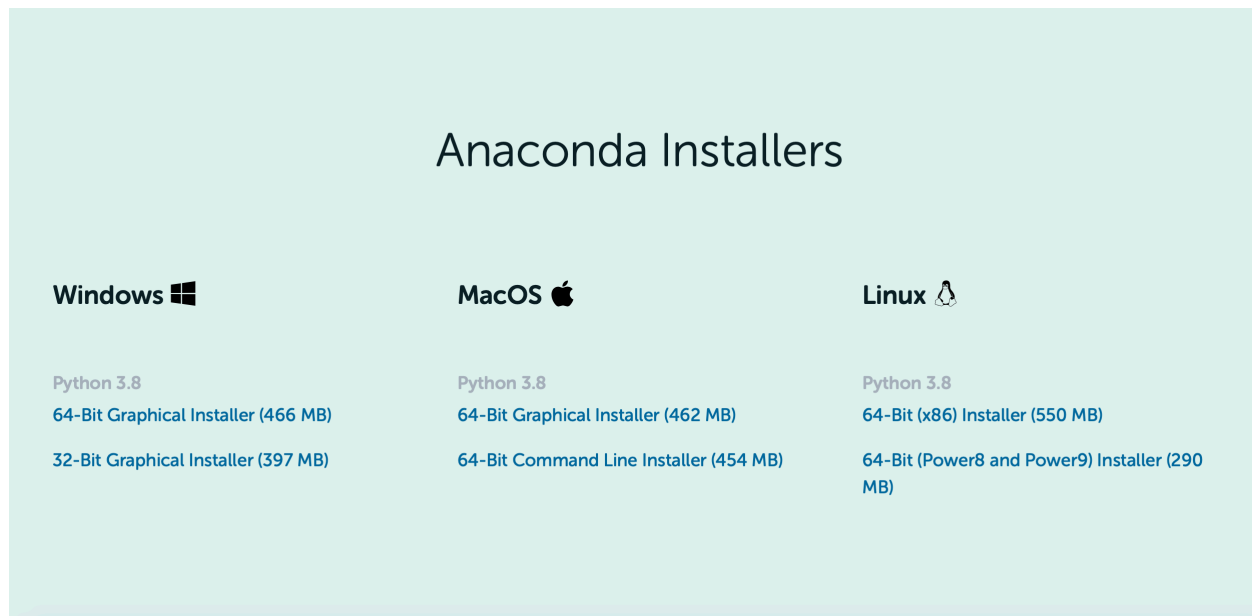 Anaconda Installers
Windows
Python 3.8
64-Bit Graphical Installer (466 MB)
32-Bit Graphical Installer (397 MB)
MacOS
Python 3.8
64-Bit Graphical Installer (462 MB)
64-Bit Command Line Installer (454 MB)
Linux
Python 3.8
64-Bit (x86) Installer (550 MB)
64-Bit (Power8 and Power9) Installer (290
MB)